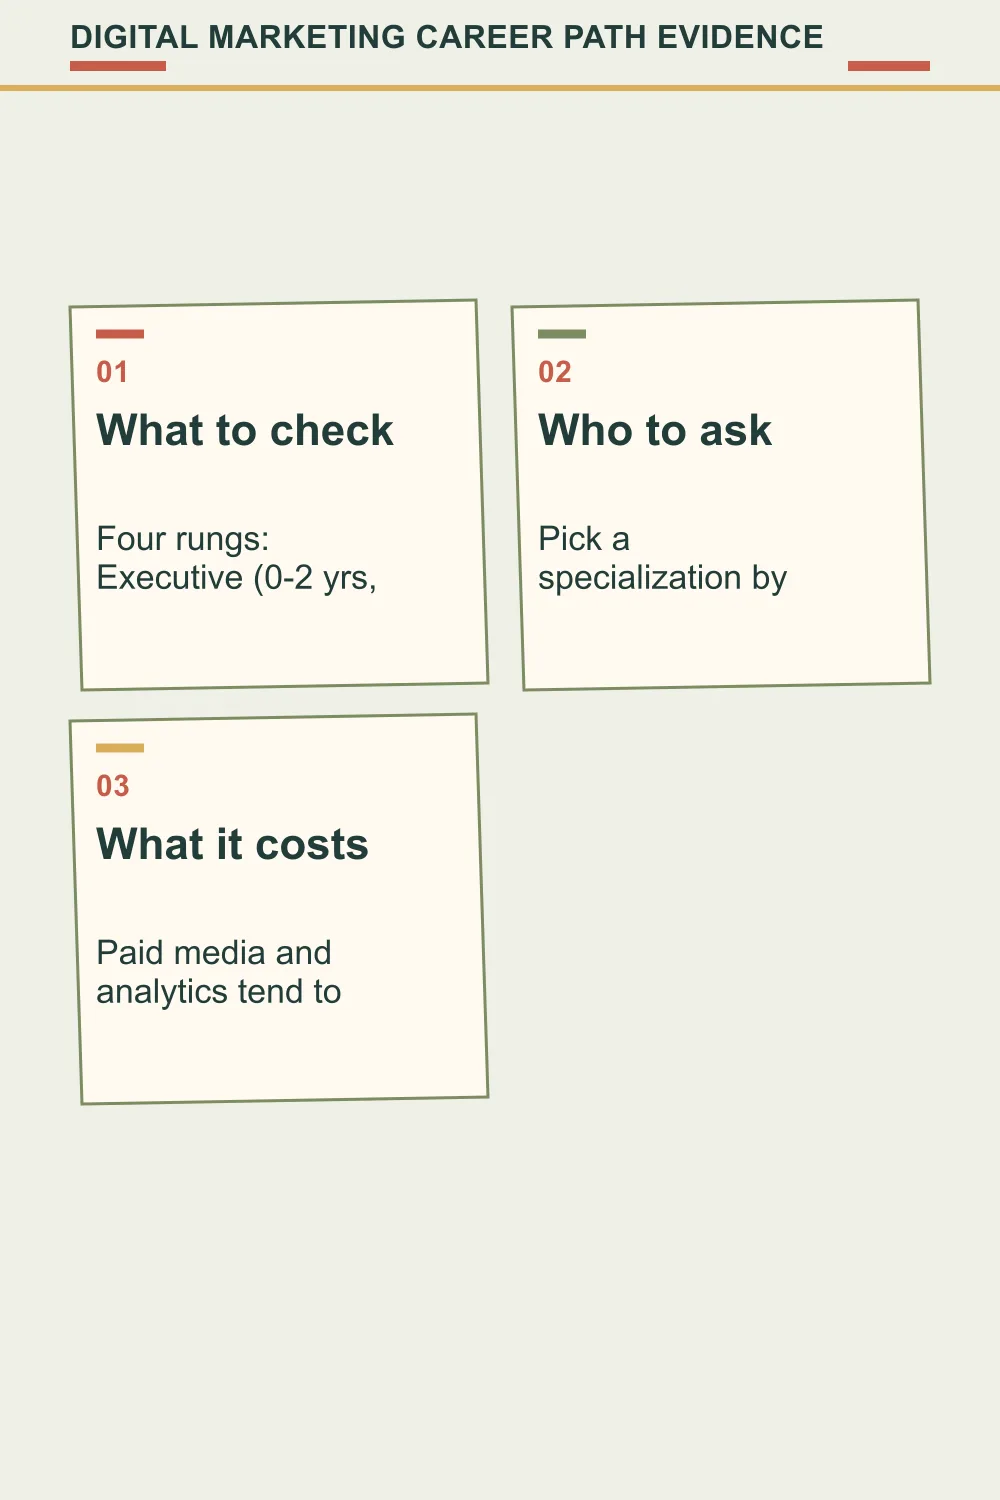 DIGITAL MARKETING CAREER PATH EVIDENCE
01
What to check
Four rungs:
Executive (0-2 yrs,
02
Who to ask
Pick a
specialization by
03
What it costs
Paid media and
analytics tend to